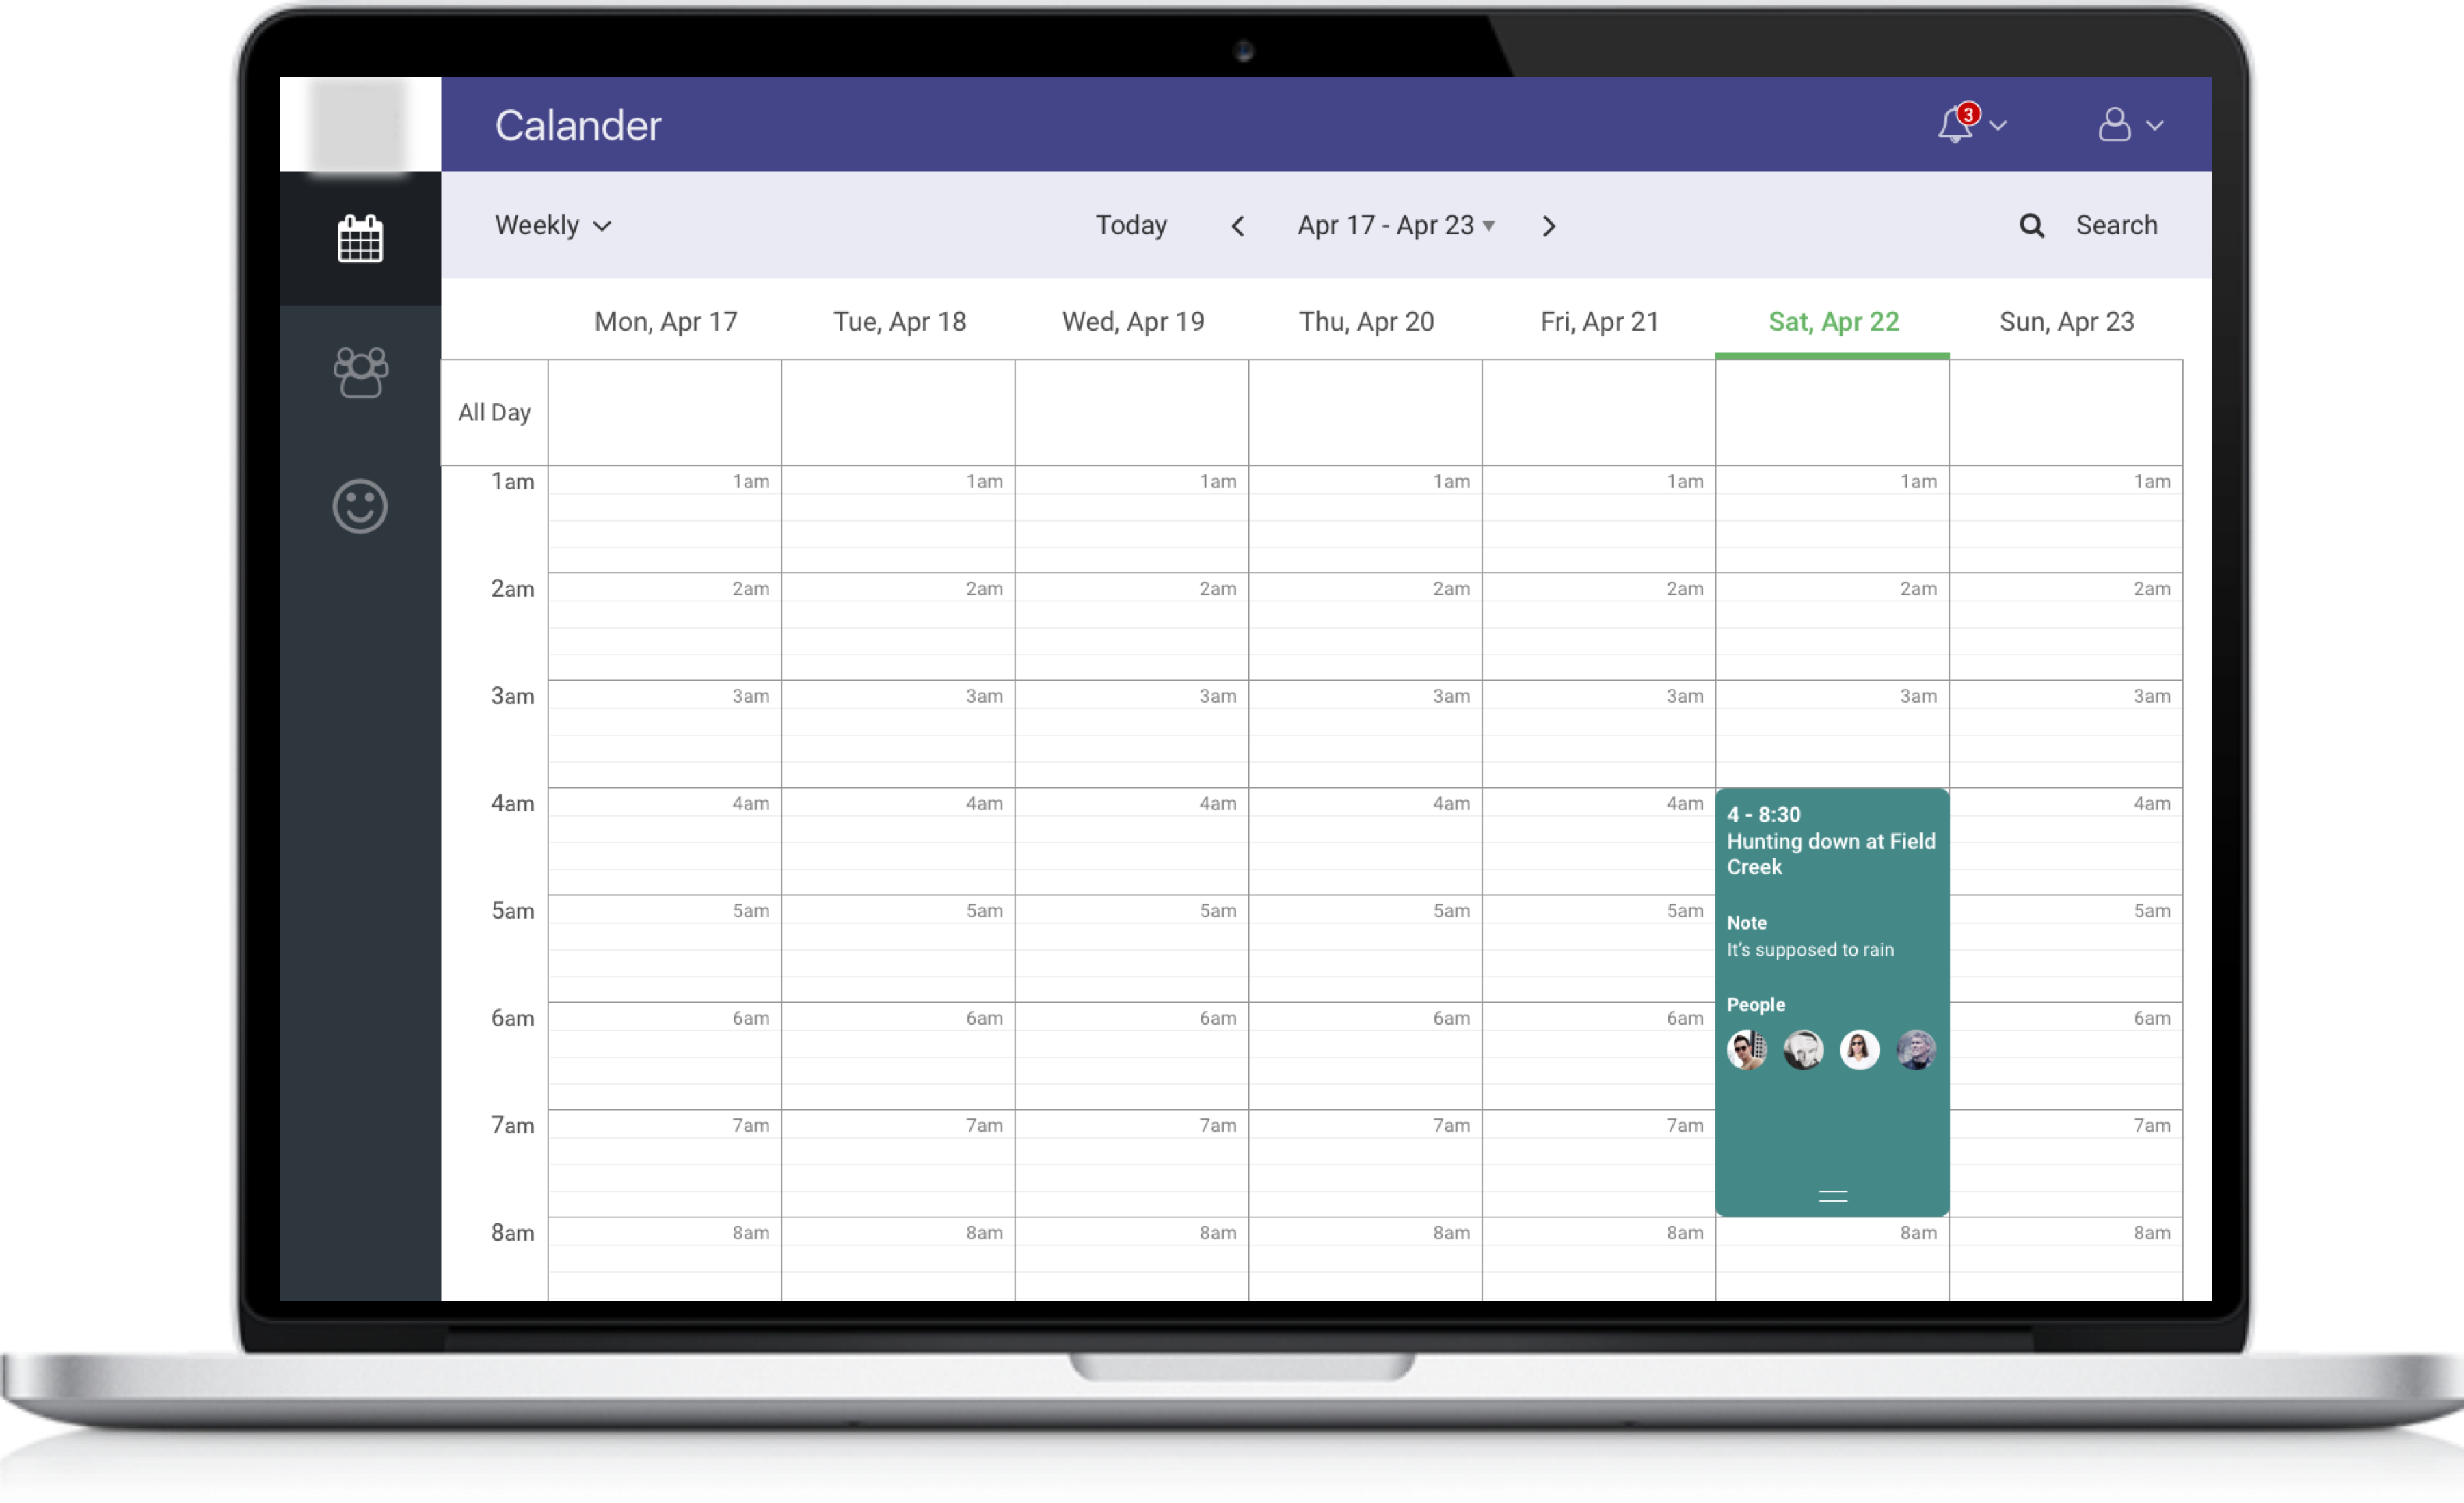 Calander
3
Weekly
Today
Apr 17 - Apr 23
Search
Mon, Apr 17 Tue, Apr 18 Wed, Apr 19 Thu, Apr 20 Fri, Apr 21 Sat, Apr 22 Sun, Apr 23
All Day
1am 1am 1am 1am 1am 1am 1am 1am
2am 2am 2am 2am 2am 2am 2am 2am
3am 3am 3am 3am 3am 3am 3am 3am
4am 4am 4am 4am 4am 4am 4am
4 - 8:30
Hunting down at Field
Creek
5am 5am 5am 5am 5am 5am 5am
Note
It's supposed to rain
People
6am 6am 6am 6am 6am 6am 6am
7am 7am 7am 7am 7am 7am 7am
8am 8am 8am 8am 8am 8am 8am 8am